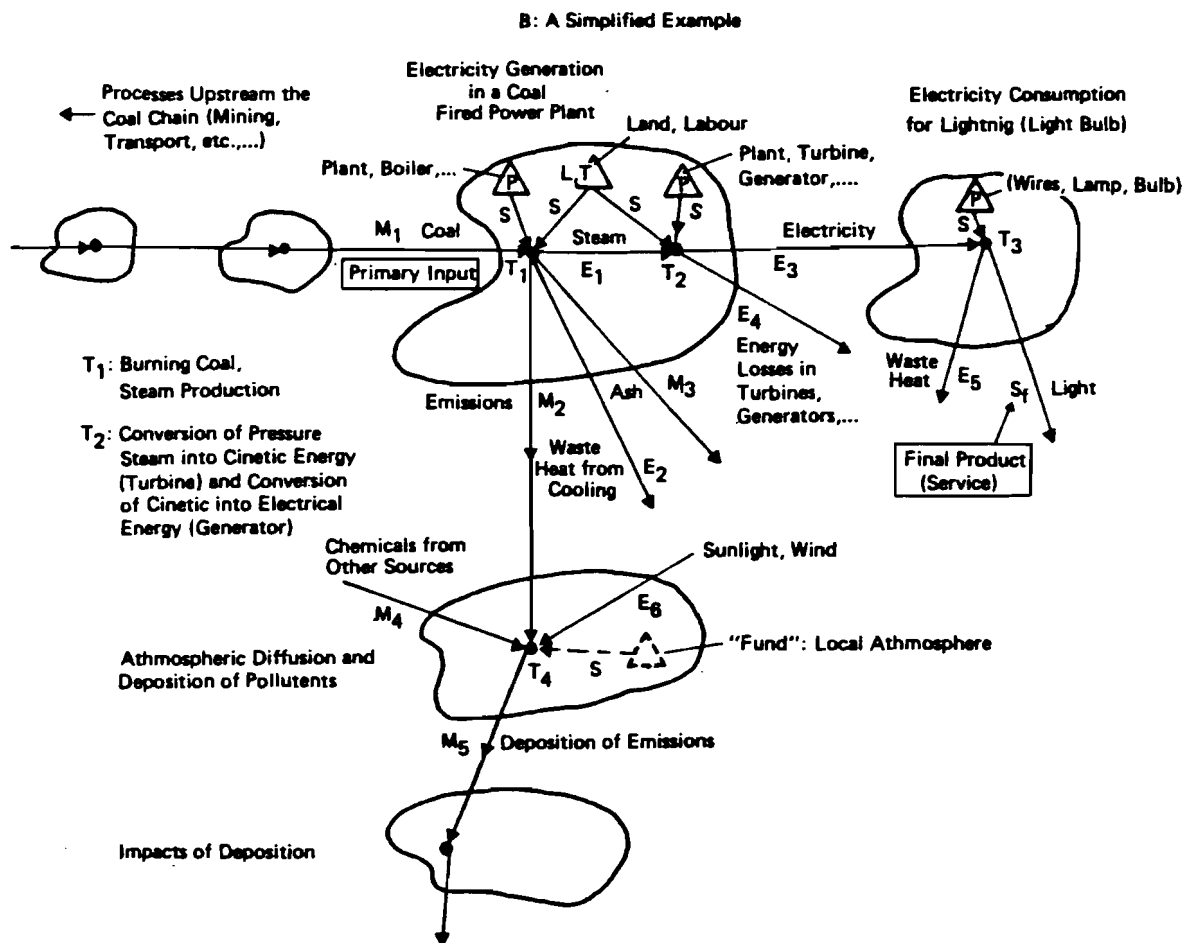 B: A Simplified Example
Electricity Generation
in a Coal
Fired Power Plant
Processes Upstream the
Coal Chain (Mining,
Transport, etc.,...)
Land, Labour
Electricity Consumption
for Lightnig (Light Bulb)
Plant, Boiler,...
Plant, Turbine,
Generator,....
(Wires, Lamp, Bulb)
P
L,T
P
P
S
S
S
S
S
M1 Coal
Steam
Electricity
Primary Input
T1
E1
T2
E3
T3
E4
Energy
Losses in
Turbines,
Generators,...
T1: Burning Coal,
Steam Production
Emissions
M2
Ash
M3
Waste
Heat
E5
Sf
Light
T2: Conversion of Pressure
Steam into Cinetic Energy
(Turbine) and Conversion
of Cinetic into Electrical
Energy (Generator)
Waste
Heat from
Cooling
E2
Final Product
(Service)
Chemicals from
Other Sources
Sunlight, Wind
M4
E6
"Fund": Local Athmosphere
Athmospheric Diffusion and
Deposition of Pollutents
T4
S
M5
Deposition of Emissions
Impacts of Deposition